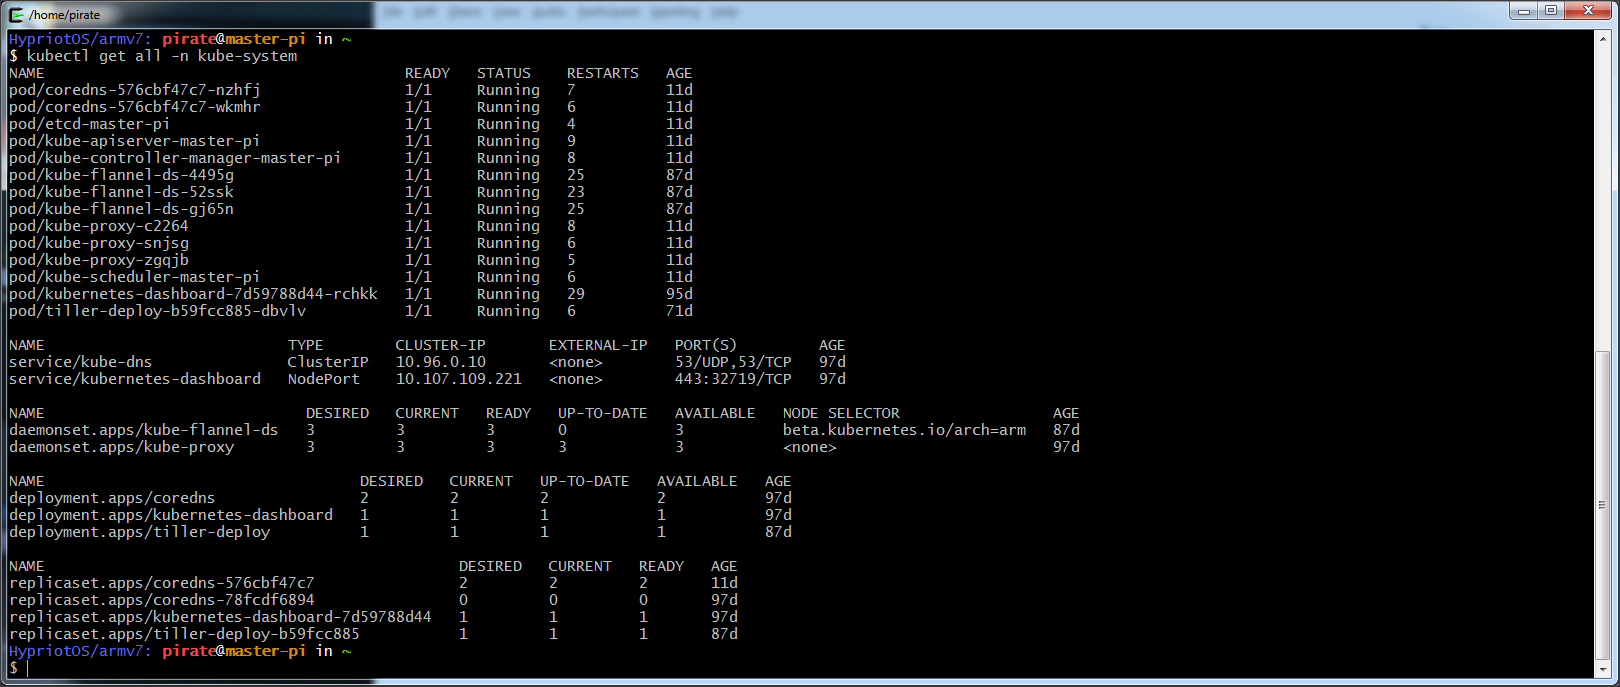 /home/pirate
File Edit Share View Audio Participant Meeting Help
HypriotOS/armv7: pirate@master-pi in ~
$ kubectl get all -n kube-system
NAME READY STATUS RESTARTS AGE
pod/coredns-576cbf47c7-nzhfj 1/1 Running 7 11d
pod/coredns-576cbf47c7-wkmhr 1/1 Running 6 11d
pod/etcd-master-pi 1/1 Running 4 11d
pod/kube-apiserver-master-pi 1/1 Running 9 11d
pod/kube-controller-manager-master-pi 1/1 Running 8 11d
pod/kube-flannel-ds-4495g 1/1 Running 25 87d
pod/kube-flannel-ds-52ssk 1/1 Running 23 87d
pod/kube-flannel-ds-gj65n 1/1 Running 25 87d
pod/kube-proxy-c2264 1/1 Running 8 11d
pod/kube-proxy-snjsg 1/1 Running 6 11d
pod/kube-proxy-zgqjb 1/1 Running 5 11d
pod/kube-scheduler-master-pi 1/1 Running 6 11d
pod/kubernetes-dashboard-7d59788d44-rchkk 1/1 Running 29 95d
pod/tiller-deploy-b59fcc885-dbvlv 1/1 Running 6 71d
NAME TYPE CLUSTER-IP EXTERNAL-IP PORT(S) AGE
service/kube-dns ClusterIP 10.96.0.10 <none> 53/UDP,53/TCP 97d
service/kubernetes-dashboard NodePort 10.107.109.221 <none> 443:32719/TCP 97d
NAME DESIRED CURRENT READY UP-TO-DATE AVAILABLE NODE SELECTOR AGE
daemonset.apps/kube-flannel-ds 3 3 3 0 3 beta.kubernetes.io/arch=arm 87d
daemonset.apps/kube-proxy 3 3 3 3 3 <none> 97d
NAME DESIRED CURRENT UP-TO-DATE AVAILABLE AGE
deployment.apps/coredns 2 2 2 2 97d
deployment.apps/kubernetes-dashboard 1 1 1 1 97d
deployment.apps/tiller-deploy 1 1 1 1 87d
NAME DESIRED CURRENT READY AGE
replicaset.apps/coredns-576cbf47c7 2 2 2 11d
replicaset.apps/coredns-78fcdf6894 0 0 0 97d
replicaset.apps/kubernetes-dashboard-7d59788d44 1 1 1 97d
replicaset.apps/tiller-deploy-b59fcc885 1 1 1 87d
HypriotOS/armv7: pirate@master-pi in ~
$